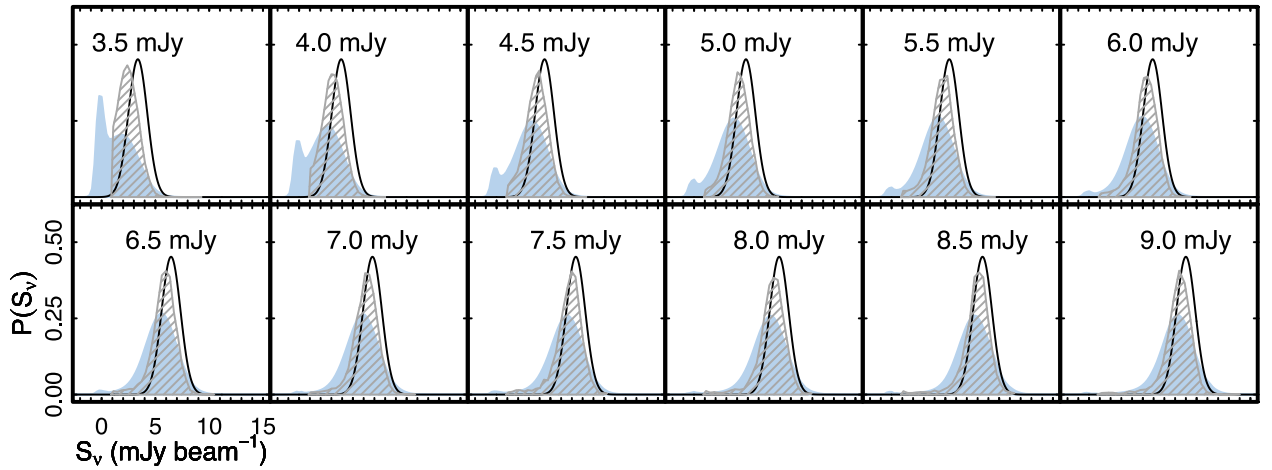 3.5 mJy 4.0 mJy 4.5 mJy 5.0 mJy 5.5 mJy 6.0 mJy
6.5 mJy 7.0 mJy 7.5 mJy 8.0 mJy 8.5 mJy 9.0 mJy
P(Sν)
0.50
0.25
0.00
0 5 10 15
Sν (mJy beam⁻¹)